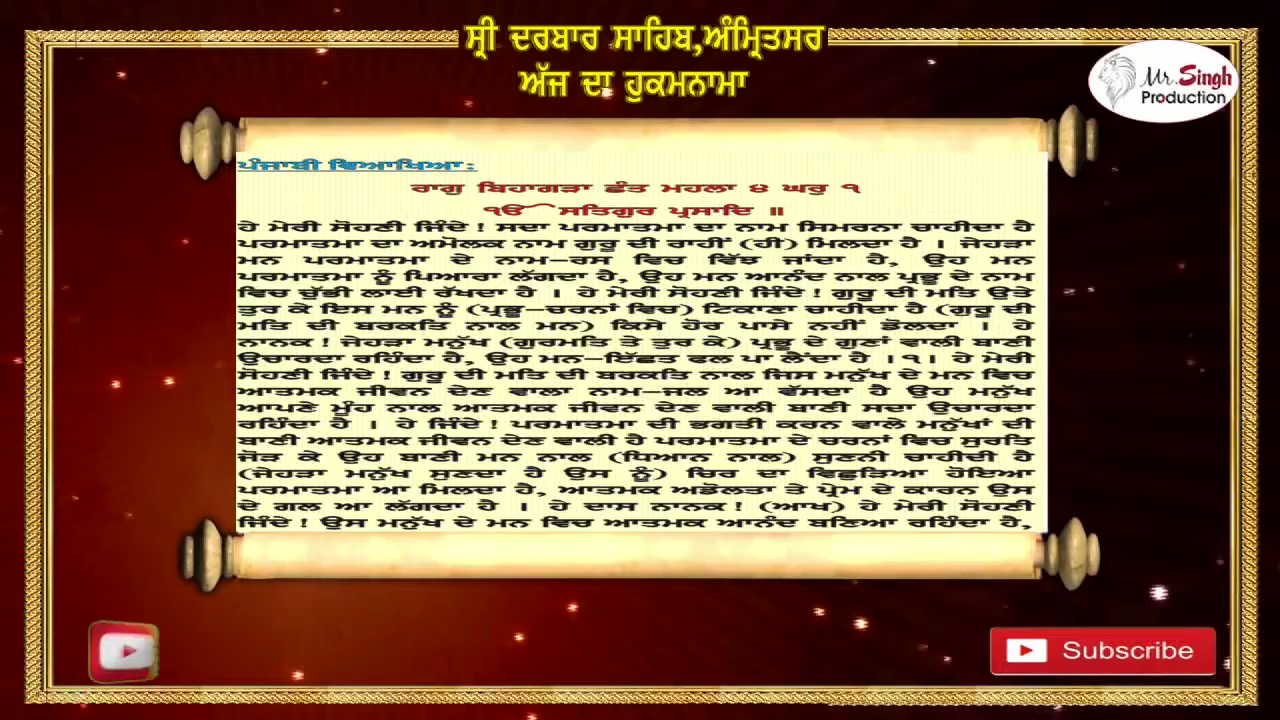 ਸ੍ਰੀ ਦਰਬਾਰ ਸਾਹਿਬ,ਅੰਮ੍ਰਿਤਸਰ
ਅੱਜ ਦਾ ਹੁਕਮਨਾਮਾ
Mr.Singh
Production
ਪੰਜਾਬੀ ਵਿਆਖਿਆ:
ਰਾਗੁ ਬਿਹਾਗੜਾ ਛੰਤ ਮਹਲਾ ੪ ਘਰੁ ੧
ੴ ਸਤਿਗੁਰ ਪ੍ਰਸਾਦਿ ॥
ਹੇ ਮੇਰੀ ਸੋਹਣੀ ਜਿੰਦੇ! ਸਦਾ ਪਰਮਾਤਮਾ ਦਾ ਨਾਮ ਸਿਮਰਨਾ ਚਾਹੀਦਾ ਹੈ
ਪਰਮਾਤਮਾ ਦਾ ਅਮੋਲਕ ਨਾਮ ਗੁਰੂ ਦੀ ਰਾਹੀਂ (ਹੀ) ਮਿਲਦਾ ਹੈ । ਜੇਹੜਾ
ਮਨ ਪਰਮਾਤਮਾ ਦੇ ਨਾਮ-ਰਸ ਵਿਚ ਵਿੱਝ ਜਾਂਦਾ ਹੈ, ਉਹ ਮਨ
ਪਰਮਾਤਮਾ ਨੂੰ ਪਿਆਰਾ ਲੱਗਦਾ ਹੈ, ਉਹ ਮਨ ਆਨੰਦ ਨਾਲ ਪ੍ਰਭੂ ਦੇ ਨਾਮ
ਵਿਚ ਚੁੱਭੀ ਲਾਈ ਰੱਖਦਾ ਹੈ । ਹੇ ਮੇਰੀ ਸੋਹਣੀ ਜਿੰਦੇ! ਗੁਰੂ ਦੀ ਮਤਿ ਉਤੇ
ਤੁਰ ਕੇ ਇਸ ਮਨ ਨੂੰ (ਪ੍ਰਭੂ-ਚਰਨਾਂ ਵਿਚ) ਟਿਕਾਣਾ ਚਾਹੀਦਾ ਹੈ (ਗੁਰੂ ਦੀ
ਮਤਿ ਦੀ ਬਰਕਤਿ ਨਾਲ ਮਨ) ਕਿਸੇ ਹੋਰ ਪਾਸੇ ਨਹੀਂ ਡੋਲਦਾ । ਹੇ
ਨਾਨਕ! ਜੇਹੜਾ ਮਨੁੱਖ (ਗੁਰਮਤਿ ਤੇ ਤੁਰ ਕੇ) ਪ੍ਰਭੂ ਦੇ ਗੁਣਾਂ ਵਾਲੀ ਬਾਣੀ
ਉਚਾਰਦਾ ਰਹਿੰਦਾ ਹੈ, ਉਹ ਮਨ-ਇੱਛਤ ਫਲ ਪਾ ਲੈਂਦਾ ਹੈ ।੧। ਹੇ ਮੇਰੀ
ਸੋਹਣੀ ਜਿੰਦੇ! ਗੁਰੂ ਦੀ ਮਤਿ ਦੀ ਬਰਕਤਿ ਨਾਲ ਜਿਸ ਮਨੁੱਖ ਦੇ ਮਨ ਵਿਚ
ਆਤਮਕ ਜੀਵਨ ਦੇਣ ਵਾਲਾ ਨਾਮ-ਜਲ ਆ ਵੱਸਦਾ ਹੈ ਉਹ ਮਨੁੱਖ
ਆਪਣੇ ਮੂੰਹ ਨਾਲ ਆਤਮਕ ਜੀਵਨ ਦੇਣ ਵਾਲੀ ਬਾਣੀ ਸਦਾ ਉਚਾਰਦਾ
ਰਹਿੰਦਾ ਹੈ । ਹੇ ਜਿੰਦੇ! ਪਰਮਾਤਮਾ ਦੀ ਭਗਤੀ ਕਰਨ ਵਾਲੇ ਮਨੁੱਖਾਂ ਦੀ
ਬਾਣੀ ਆਤਮਕ ਜੀਵਨ ਦੇਣ ਵਾਲੀ ਹੈ ਪਰਮਾਤਮਾ ਦੇ ਚਰਨਾਂ ਵਿਚ ਸੁਰਤਿ
ਜੋੜ ਕੇ ਉਹ ਬਾਣੀ ਮਨ ਨਾਲ (ਧਿਆਨ ਨਾਲ) ਸੁਣਨੀ ਚਾਹੀਦੀ ਹੈ
(ਜੇਹੜਾ ਮਨੁੱਖ ਸੁਣਦਾ ਹੈ ਉਸ ਨੂੰ) ਚਿਰ ਦਾ ਵਿਛੁੜਿਆ ਹੋਇਆ
ਪਰਮਾਤਮਾ ਆ ਮਿਲਦਾ ਹੈ, ਆਤਮਕ ਅਡੋਲਤਾ ਤੇ ਪ੍ਰੇਮ ਦੇ ਕਾਰਨ ਉਸ
ਦੇ ਗਲ ਆ ਲੱਗਦਾ ਹੈ । ਹੇ ਦਾਸ ਨਾਨਕ! (ਆਖ) ਹੇ ਮੇਰੀ ਸੋਹਣੀ
ਜਿੰਦੇ! ਉਸ ਮਨੁੱਖ ਦੇ ਮਨ ਵਿਚ ਆਤਮਕ ਆਨੰਦ ਬਣਿਆ ਰਹਿੰਦਾ ਹੈ,
Subscribe